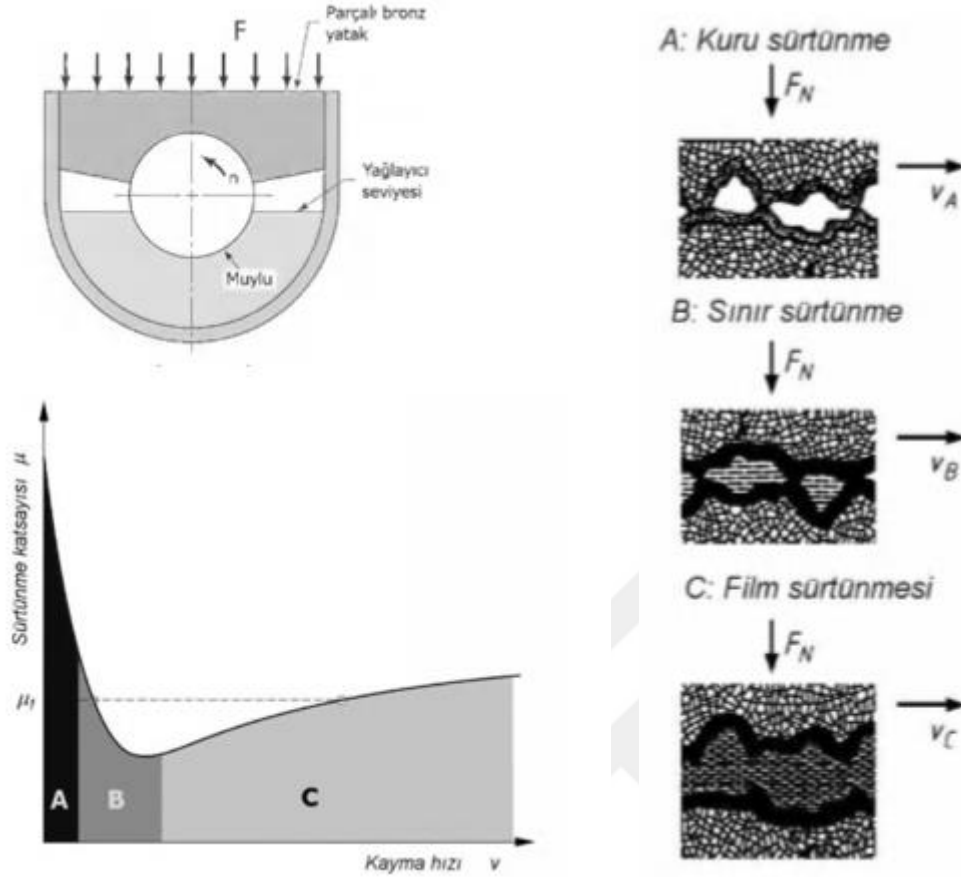 F
Parçalı bronz
yatak
n
Yağlayıcı
seviyesi
Muylu
Sürtünme katsayısı μ
μf
A
B
C
Kayma hızı v
A: Kuru sürtünme
FN
vA
B: Sınır sürtünme
FN
vB
C: Film sürtünmesi
FN
vC